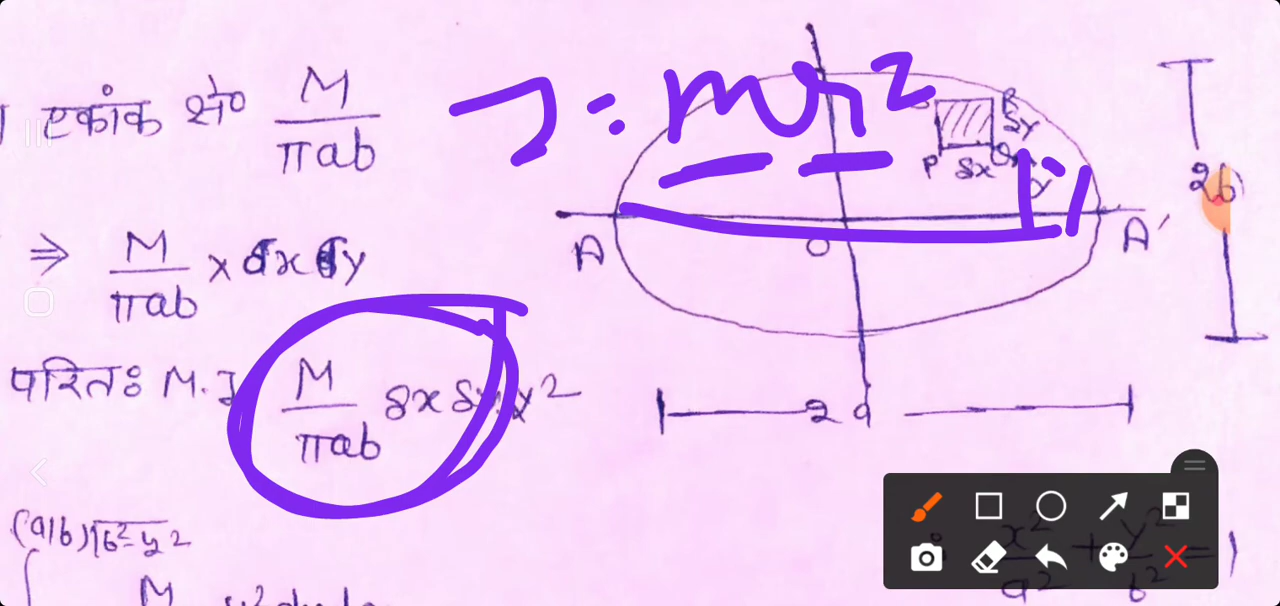 एकांक क्षे० M/πab
I = mr²
⇒ M/πab x δx δy
परितः M.I M/πab δx δy y²
(a/b)√b²-y²
M
P δx Q
R
δy
y
A O A′
2b
2a
x²/a² + y²/b² = 1